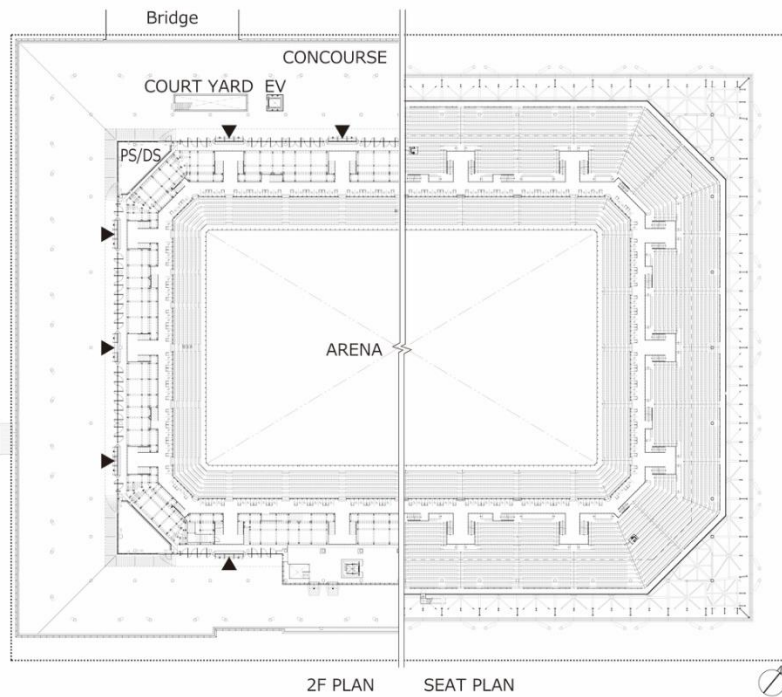 Bridge
CONCOURSE
COURT YARD EV
PS/DS
ARENA
2F PLAN SEAT PLAN